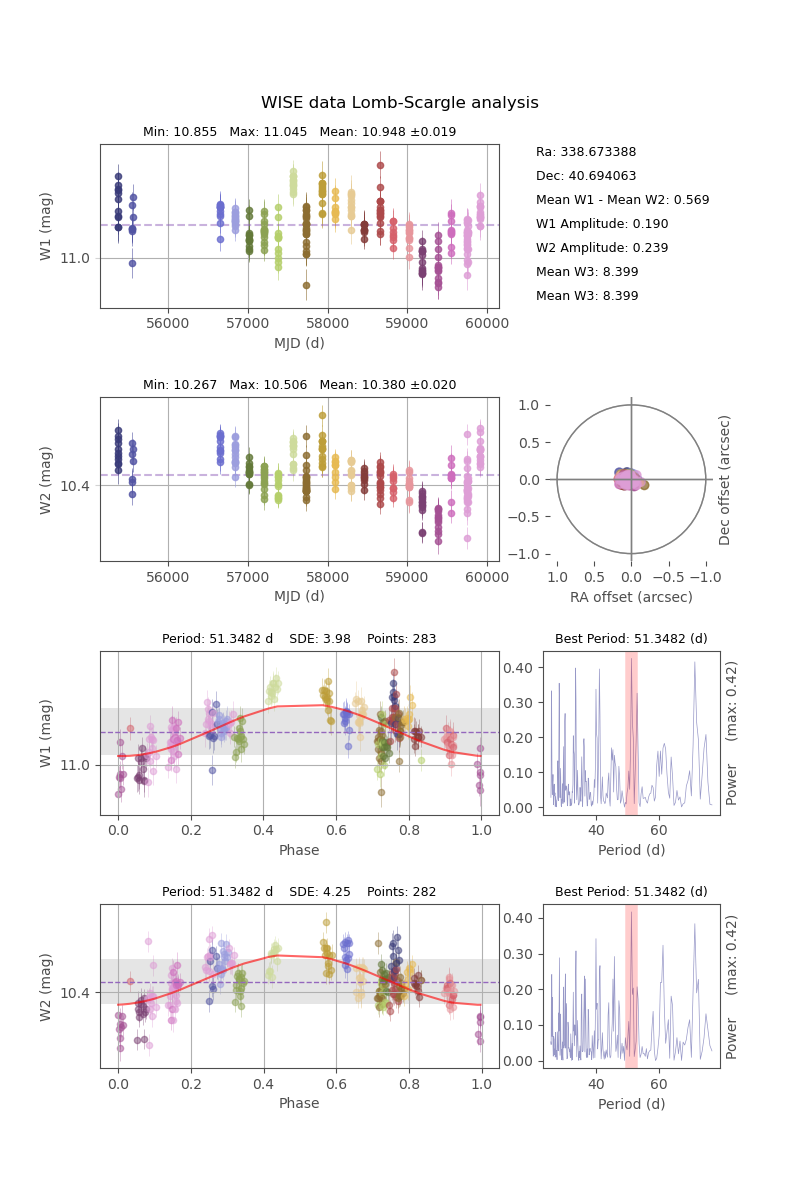 WISE data Lomb-Scargle analysis
Min: 10.855 Max: 11.045 Mean: 10.948 ±0.019
W1 (mag)
11.0
56000 57000 58000 59000 60000
MJD (d)
Ra: 338.673388
Dec: 40.694063
Mean W1 - Mean W2: 0.569
W1 Amplitude: 0.190
W2 Amplitude: 0.239
Mean W3: 8.399
Mean W3: 8.399
Min: 10.267 Max: 10.506 Mean: 10.380 ±0.020
W2 (mag)
10.4
56000 57000 58000 59000 60000
MJD (d)
1.0
0.5
0.0
−0.5
−1.0
1.0 0.5 0.0 −0.5 −1.0
RA offset (arcsec)
Dec offset (arcsec)
Period: 51.3482 d SDE: 3.98 Points: 283
W1 (mag)
11.0
0.0 0.2 0.4 0.6 0.8 1.0
Phase
Best Period: 51.3482 (d)
0.40
0.30
0.20
0.10
0.00
40 60
Period (d)
Power (max: 0.42)
Period: 51.3482 d SDE: 4.25 Points: 282
W2 (mag)
10.4
0.0 0.2 0.4 0.6 0.8 1.0
Phase
Best Period: 51.3482 (d)
0.40
0.30
0.20
0.10
0.00
40 60
Period (d)
Power (max: 0.42)